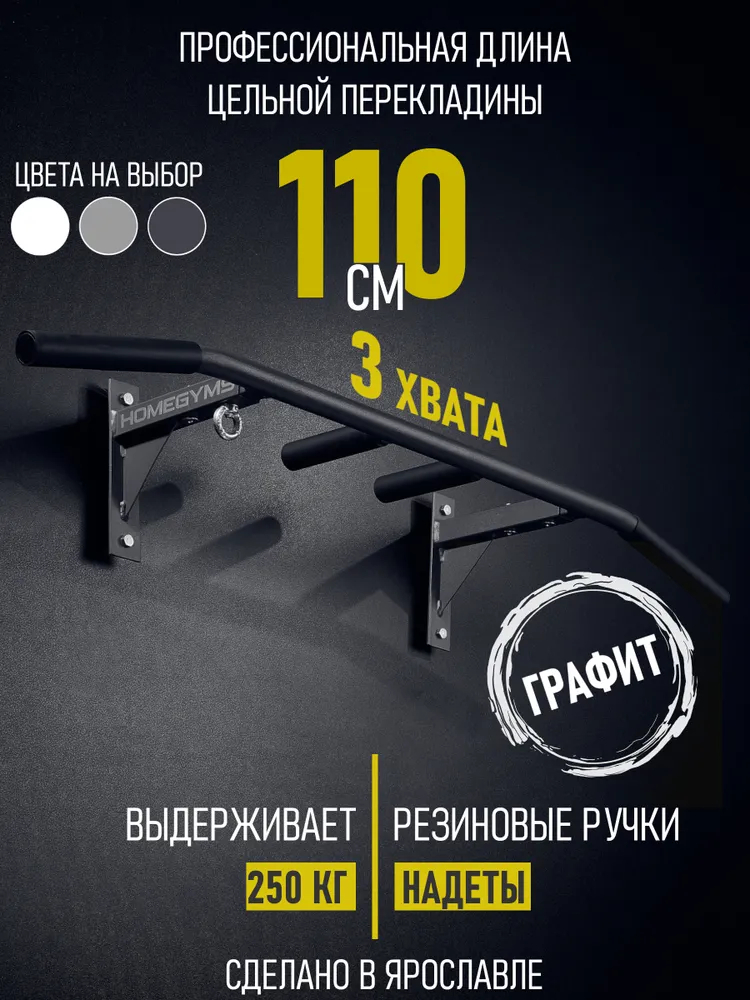 ПРОФЕССИОНАЛЬНАЯ ДЛИНА
ЦЕЛЬНОЙ ПЕРЕКЛАДИНЫ
ЦВЕТА НА ВЫБОР
110
СМ
3 ХВАТА
HOMEGYMS
ГРАФИТ
ВЫДЕРЖИВАЕТ
250 КГ
РЕЗИНОВЫЕ РУЧКИ
НАДЕТЫ
СДЕЛАНО В ЯРОСЛАВЛЕ